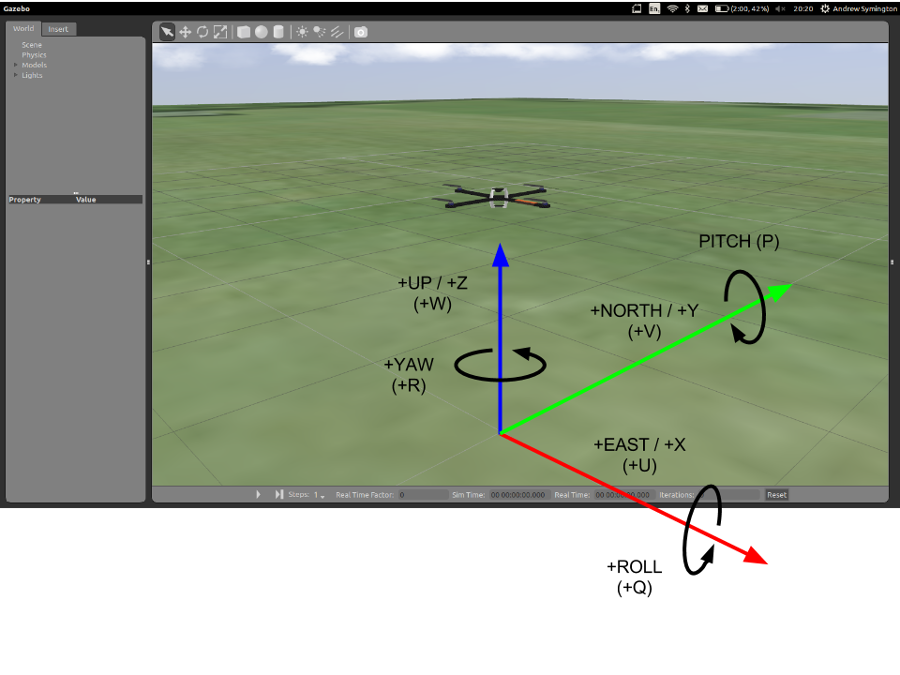 Gazebo
En
(2:00, 42%)
20:20
Andrew Symington
World
Insert
Scene
Physics
Models
Lights
Property
Value
PITCH (P)
+UP / +Z
(+W)
+NORTH / +Y
(+V)
+YAW
(+R)
+EAST / +X
(+U)
Steps: 1
Real Time Factor: 0
Sim Time: 00 00:00:00.000
Real Time: 00 00:00:00.000
Iterations:
Reset
+ROLL
(+Q)